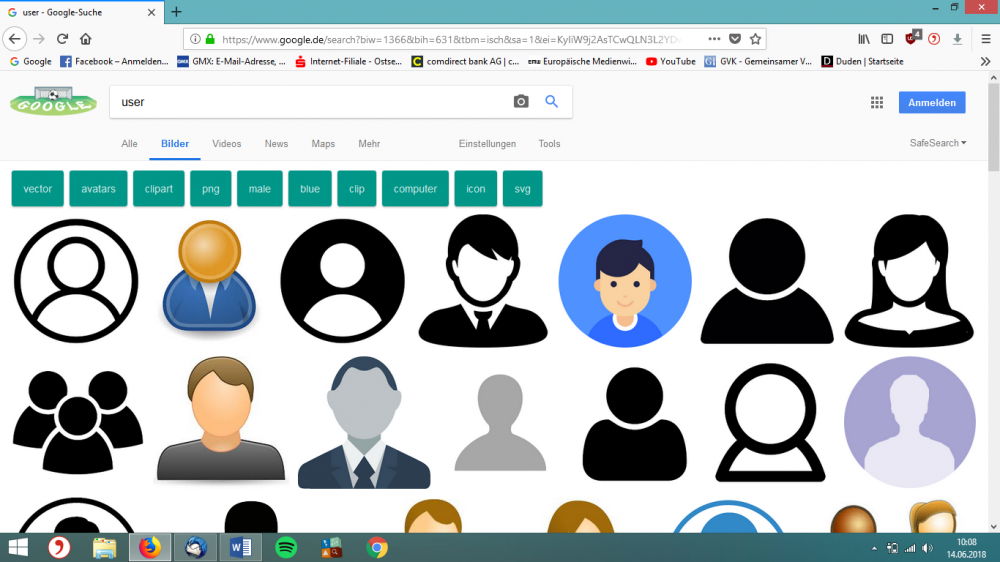 user - Google-Suche
https://www.google.de/search?biw=1366&bih=631&tbm=isch&sa=1&ei=KyIiW9j2AsTCwQLN3L2YD
4
Google Facebook – Anmelden... GMX: E-Mail-Adresse, ... Internet-Filiale - Ostse... comdirect bank AG | c... Europäische Medienwi... YouTube GVK - Gemeinsamer V... Duden | Startseite
GOOGLE user Anmelden
Alle Bilder Videos News Maps Mehr Einstellungen Tools SafeSearch
vector avatars clipart png male blue clip computer icon svg
10:08
14.06.2018